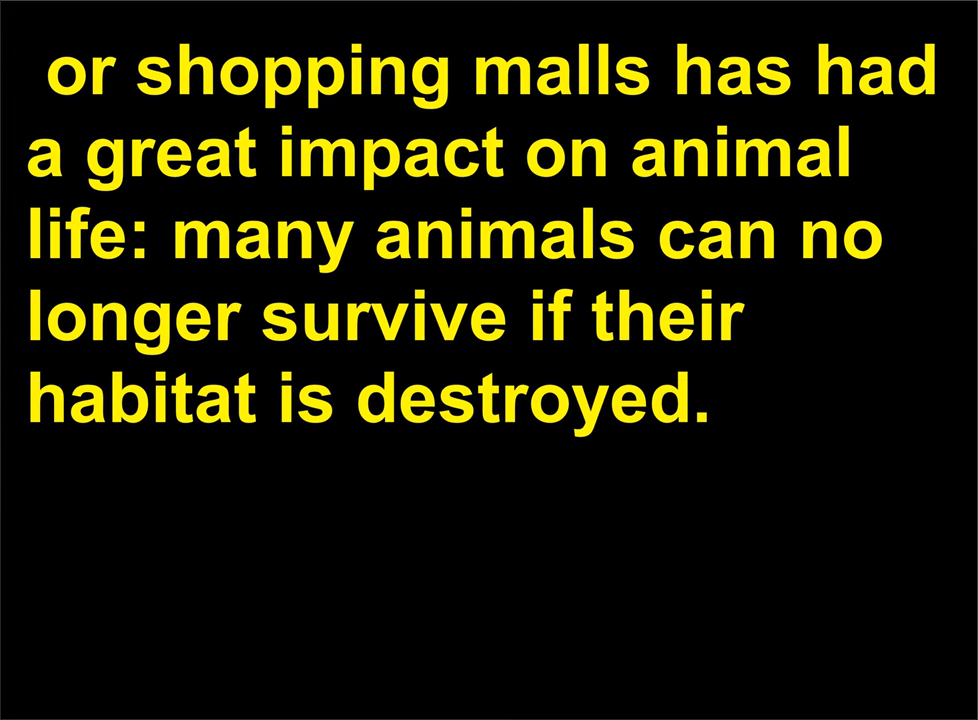 or shopping malls has had
a great impact on animal
life: many animals can no
longer survive if their
habitat is destroyed.